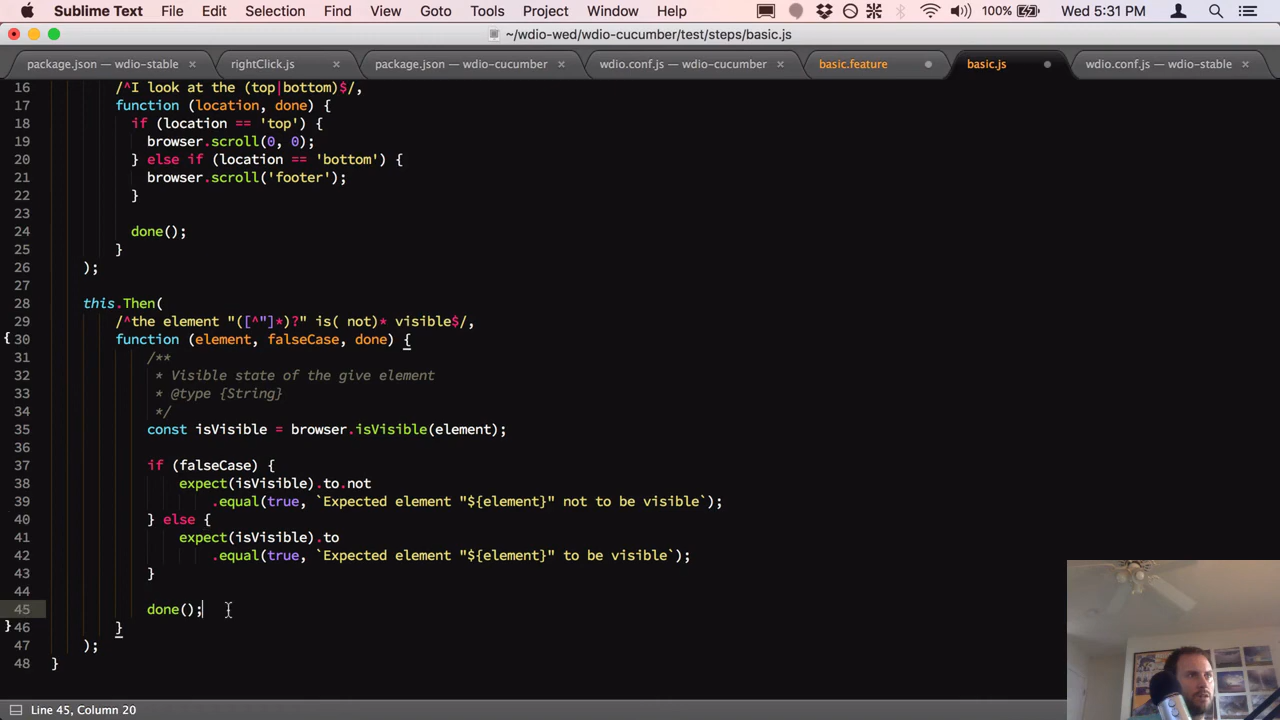 Sublime Text File Edit Selection Find View Goto Tools Project Window Help 100% Wed 5:31 PM
~/wdio-wed/wdio-cucumber/test/steps/basic.js
package.json — wdio-stable × rightClick.js × package.json — wdio-cucumber × wdio.conf.js — wdio-cucumber × basic.feature basic.js wdio.conf.js — wdio-stable ×
16 /^I look at the (top|bottom)$/,
17 function (location, done) {
18 if (location == 'top') {
19 browser.scroll(0, 0);
20 } else if (location == 'bottom') {
21 browser.scroll('footer');
22 }
23
24 done();
25 }
26 );
27
28 this.Then(
29 /^the element "([^"]*)?" is( not)* visible$/,
30 function (element, falseCase, done) {
31 /**
32 * Visible state of the give element
33 * @type {String}
34 */
35 const isVisible = browser.isVisible(element);
36
37 if (falseCase) {
38 expect(isVisible).to.not
39 .equal(true, `Expected element "${element}" not to be visible`);
40 } else {
41 expect(isVisible).to
42 .equal(true, `Expected element "${element}" to be visible`);
43 }
44
45 done();
46 }
47 );
48 }
Line 45, Column 20